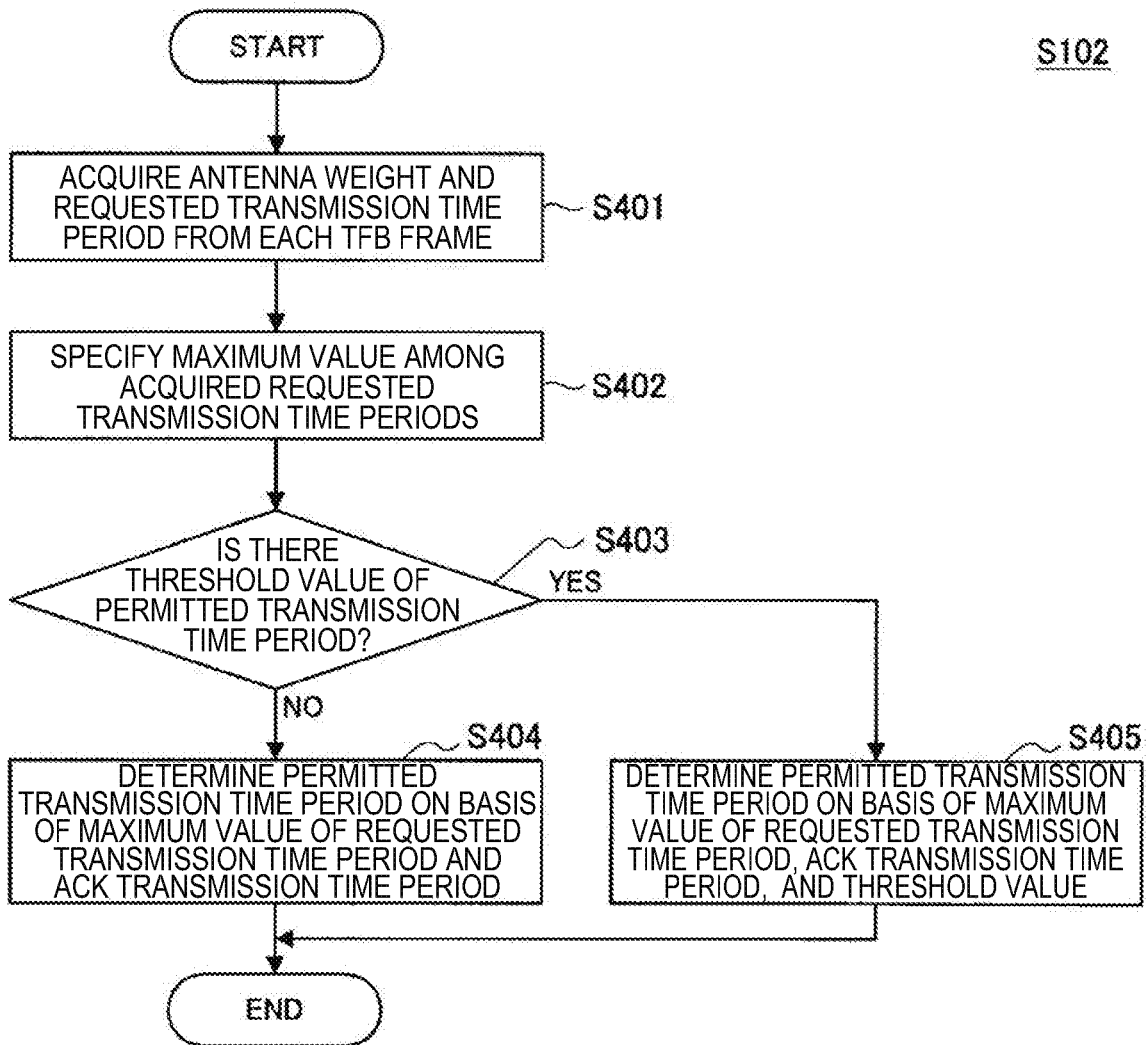 START
S102
ACQUIRE ANTENNA WEIGHT AND
REQUESTED TRANSMISSION TIME
PERIOD FROM EACH TFB FRAME
S401
SPECIFY MAXIMUM VALUE AMONG
ACQUIRED REQUESTED
TRANSMISSION TIME PERIODS
S402
IS THERE
THRESHOLD VALUE OF
PERMITTED TRANSMISSION
TIME PERIOD?
S403
YES
NO
S404
DETERMINE PERMITTED
TRANSMISSION TIME PERIOD ON BASIS
OF MAXIMUM VALUE OF REQUESTED
TRANSMISSION TIME PERIOD AND
ACK TRANSMISSION TIME PERIOD
S405
DETERMINE PERMITTED TRANSMISSION
TIME PERIOD ON BASIS OF MAXIMUM
VALUE OF REQUESTED TRANSMISSION
TIME PERIOD, ACK TRANSMISSION TIME
PERIOD, AND THRESHOLD VALUE
END